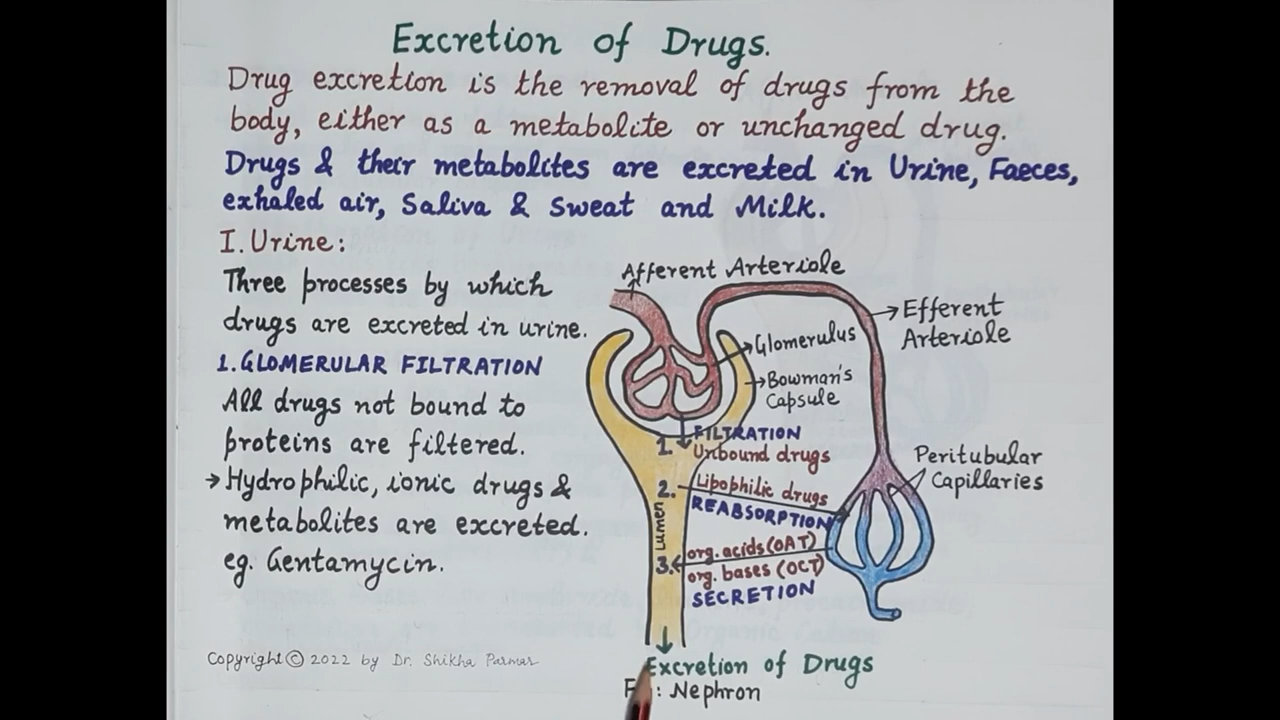 Excretion of Drugs.
Drug excretion is the removal of drugs from the
body, either as a metabolite or unchanged drug.
Drugs & their metabolites are excreted in Urine, Faeces,
exhaled air, Saliva & Sweat and Milk.
I. Urine:
Three processes by which
drugs are excreted in urine.
1. GLOMERULAR FILTRATION
All drugs not bound to
proteins are filtered.
→ Hydrophilic, ionic drugs &
metabolites are excreted.
eg. Gentamycin.
Afferent Arteriole
Efferent
Arteriole
Glomerulus
Bowman's
Capsule
1. FILTRATION
Unbound drugs
2. Lipophilic drugs
REABSORPTION
Lumen
3. org. acids (OAT)
org. bases (OCT)
SECRETION
Peritubular
Capillaries
Excretion of Drugs
: Nephron
Copyright © 2022 by Dr. Shikha Parmar